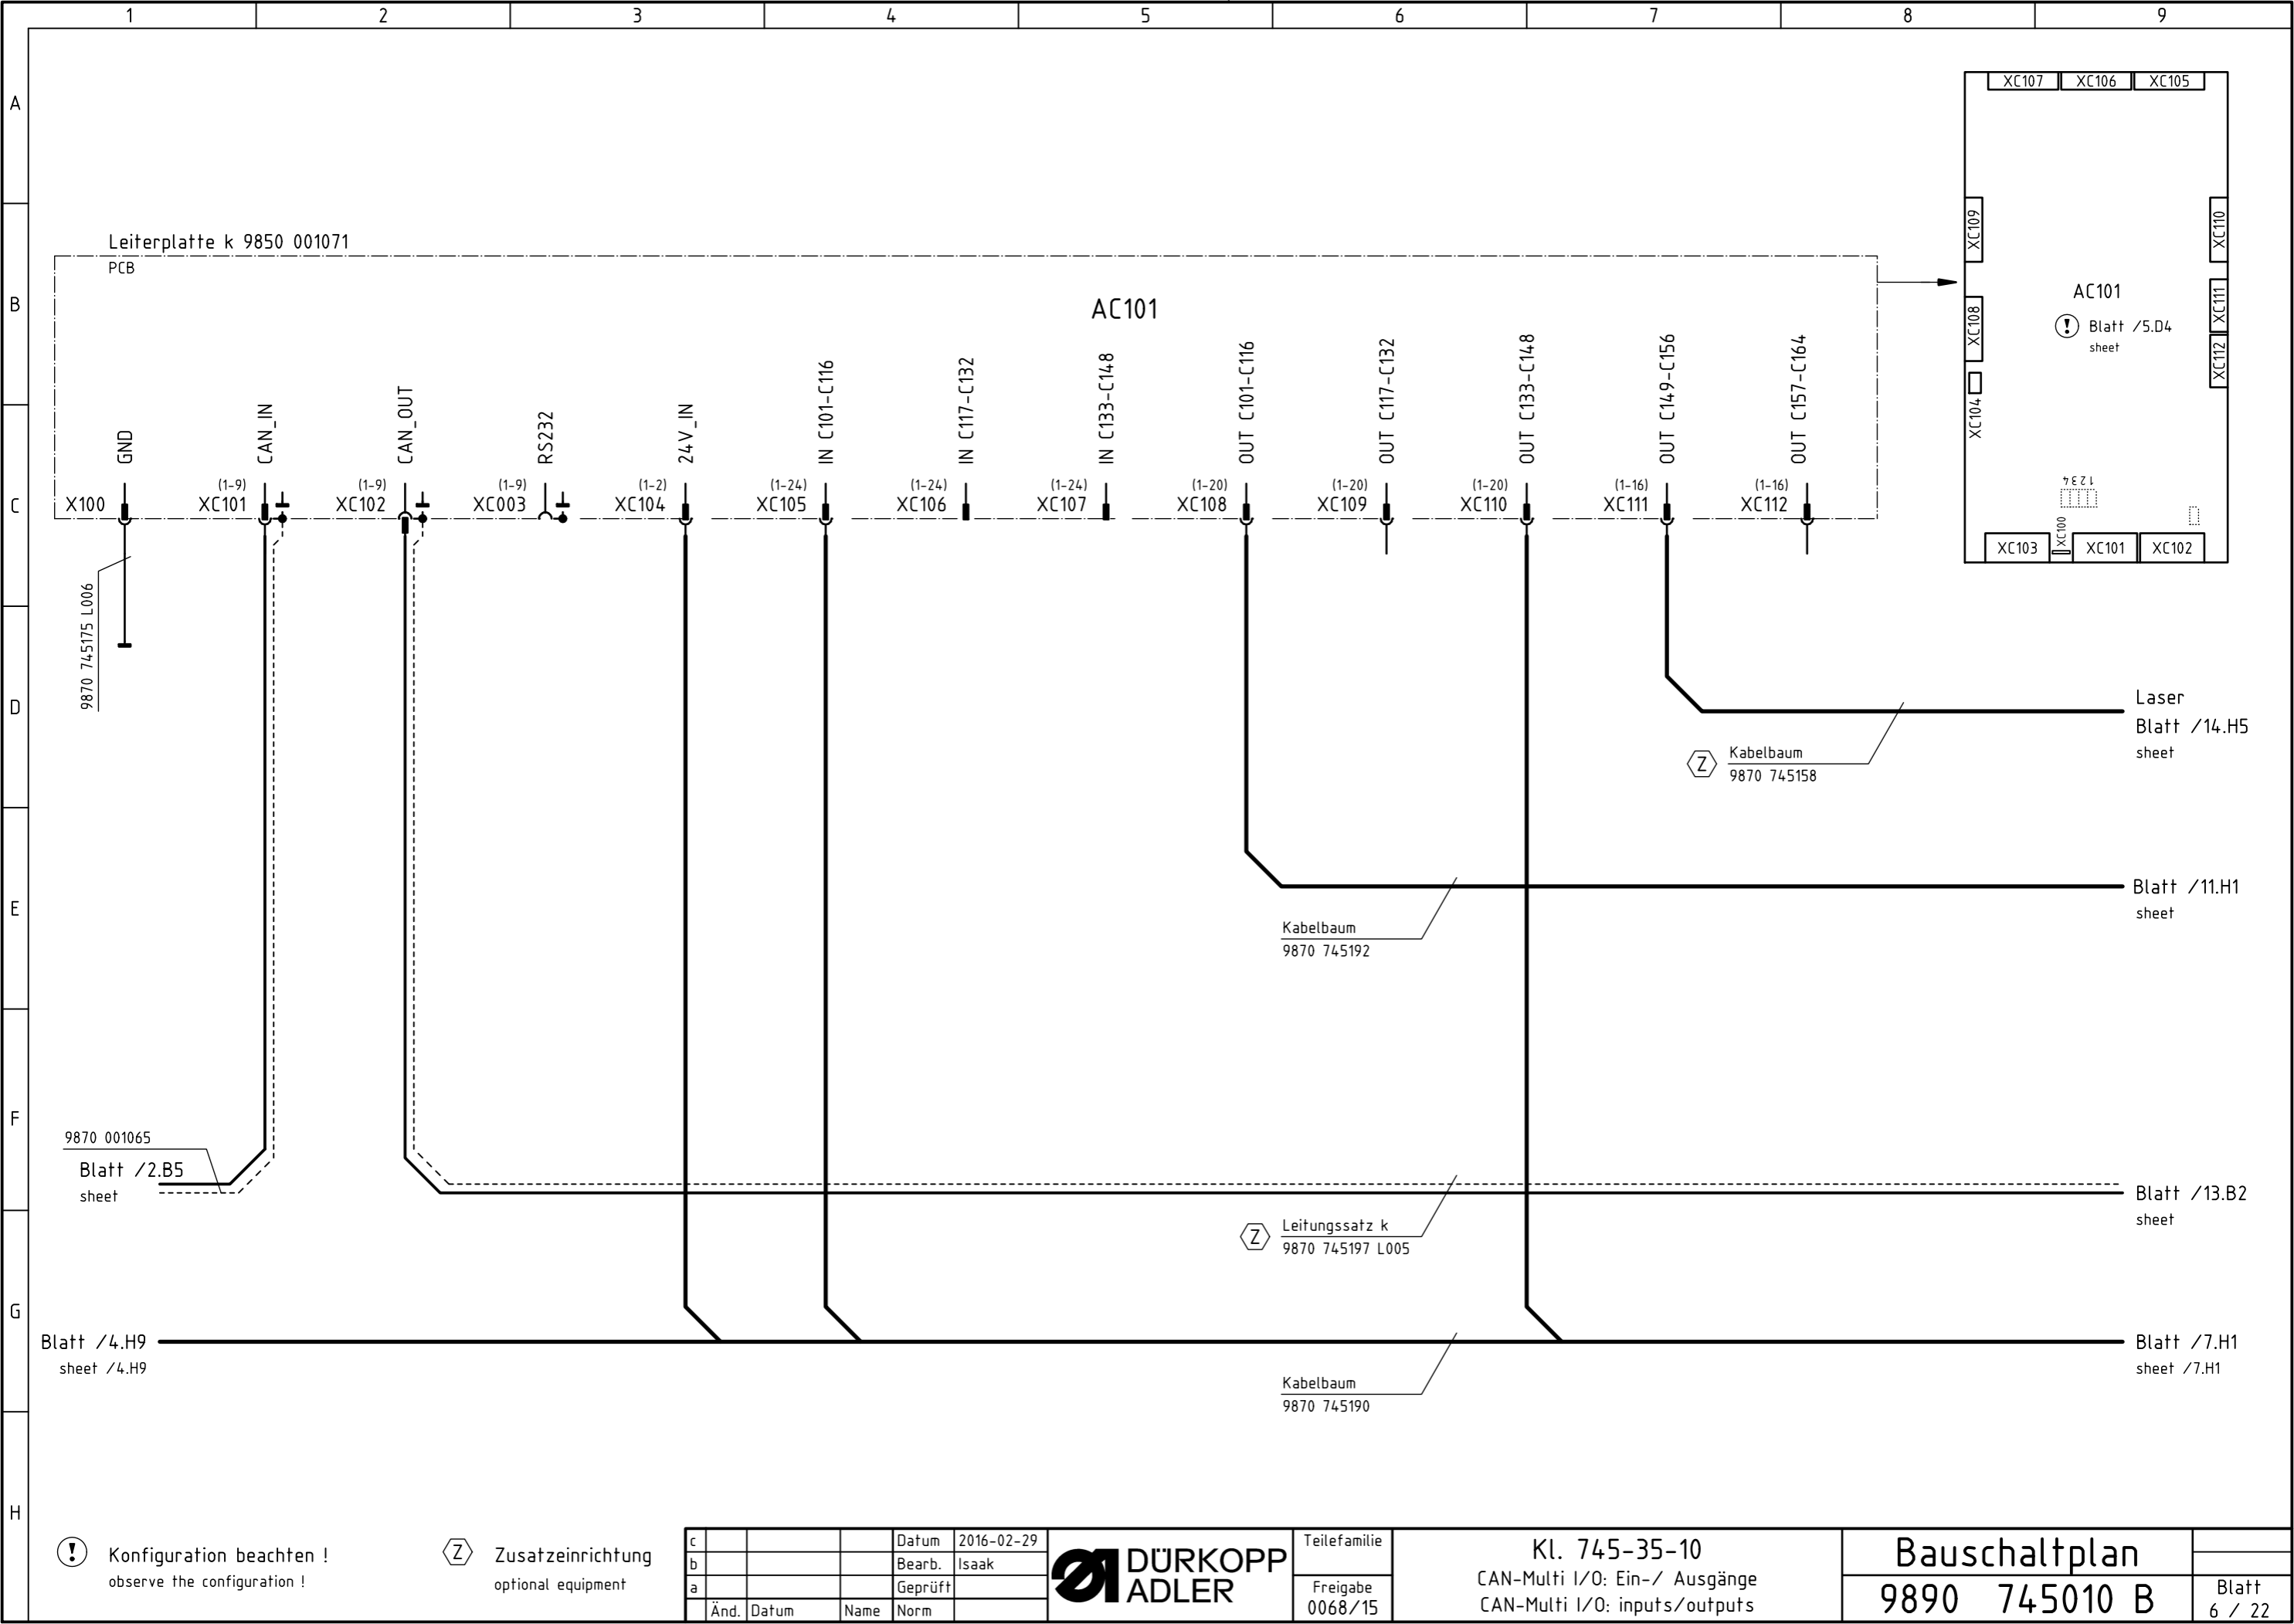 1 2 3 4 5 6 7 8 9
A
B
C
D
E
F
G
H
Leiterplatte k 9850 001071
PCB
AC101
GND
CAN_IN
CAN_OUT
RS232
24V_IN
IN C101-C116
IN C117-C132
IN C133-C148
OUT C101-C116
OUT C117-C132
OUT C133-C148
OUT C149-C156
OUT C157-C164
X100
(1-9)
XC101
(1-9)
XC102
(1-9)
XC003
(1-2)
XC104
(1-24)
XC105
(1-24)
XC106
(1-24)
XC107
(1-20)
XC108
(1-20)
XC109
(1-20)
XC110
(1-16)
XC111
(1-16)
XC112
XC107 XC106 XC105
XC109
XC110
XC108
XC111
XC112
XC104
AC101
! Blatt /5.D4
sheet
1 2 3 4
XC103 XC100 XC101 XC102
9870 745175 L006
Laser
Blatt /14.H5
sheet
Z Kabelbaum
9870 745158
Blatt /11.H1
sheet
Kabelbaum
9870 745192
9870 001065
Blatt /2.B5
sheet
Blatt /13.B2
sheet
Z Leitungssatz k
9870 745197 L005
Blatt /4.H9
sheet /4.H9
Blatt /7.H1
sheet /7.H1
Kabelbaum
9870 745190
! Konfiguration beachten !
observe the configuration !
Z Zusatzeinrichtung
optional equipment
c Datum 2016-02-29
b Bearb. Isaak
a Geprüft
Änd. Datum Name Norm
DÜRKOPP
ADLER
Teilefamilie
Freigabe
0068/15
Kl. 745-35-10
CAN-Multi I/O: Ein-/ Ausgänge
CAN-Multi I/O: inputs/outputs
Bauschaltplan
9890 745010 B
Blatt
6 / 22